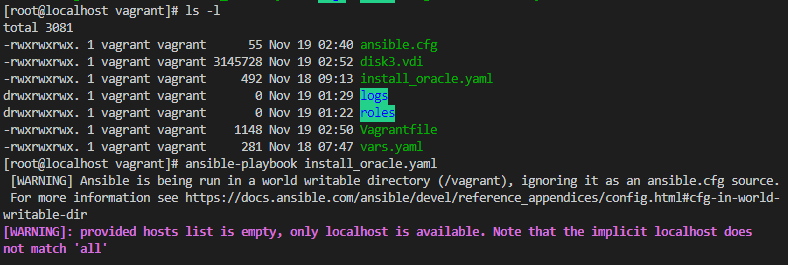 [root@localhost vagrant]# ls -l
total 3081
-rwxrwxrwx. 1 vagrant vagrant      55 Nov 19 02:40 ansible.cfg
-rwxrwxrwx. 1 vagrant vagrant 3145728 Nov 19 02:52 disk3.vdi
-rwxrwxrwx. 1 vagrant vagrant     492 Nov 18 09:13 install_oracle.yaml
drwxrwxrwx. 1 vagrant vagrant       0 Nov 19 01:29 logs
drwxrwxrwx. 1 vagrant vagrant       0 Nov 19 01:22 roles
-rwxrwxrwx. 1 vagrant vagrant    1148 Nov 19 02:50 Vagrantfile
-rwxrwxrwx. 1 vagrant vagrant     281 Nov 18 07:47 vars.yaml
[root@localhost vagrant]# ansible-playbook install_oracle.yaml
[WARNING] Ansible is being run in a world writable directory (/vagrant), ignoring it as an ansible.cfg source.
For more information see https://docs.ansible.com/ansible/devel/reference_appendices/config.html#cfg-in-world-
writable-dir
[WARNING]: provided hosts list is empty, only localhost is available. Note that the implicit localhost does
not match 'all'